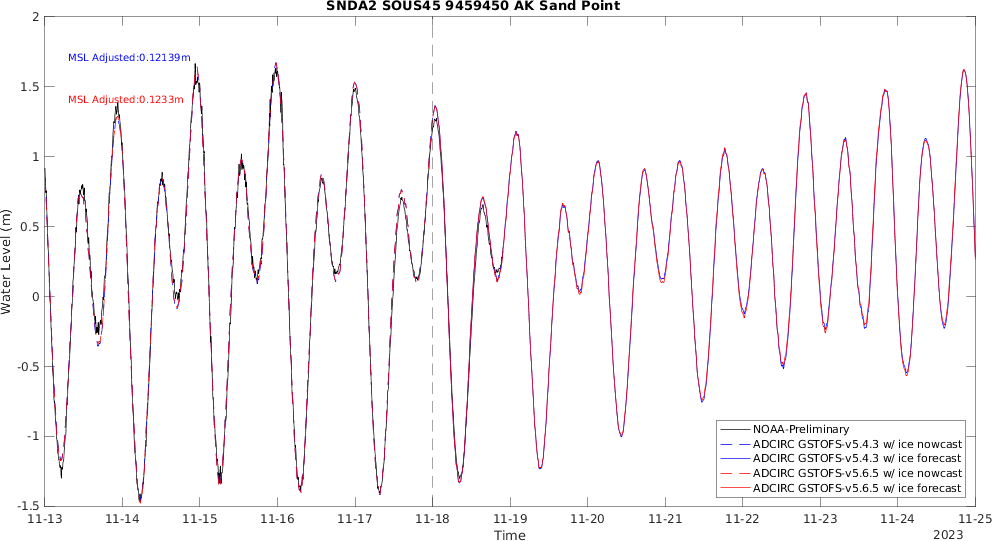 SNDA2 SOUS45 9459450 AK Sand Point
2
1.5
1
0.5
0
-0.5
-1
-1.5
Water Level (m)
MSL Adjusted:0.12139m
MSL Adjusted:0.1233m
NOAA-Preliminary
ADCIRC GSTOFS-v5.4.3 w/ ice nowcast
ADCIRC GSTOFS-v5.4.3 w/ ice forecast
ADCIRC GSTOFS-v5.6.5 w/ ice nowcast
ADCIRC GSTOFS-v5.6.5 w/ ice forecast
11-13 11-14 11-15 11-16 11-17 11-18 11-19 11-20 11-21 11-22 11-23 11-24 11-25
Time
2023